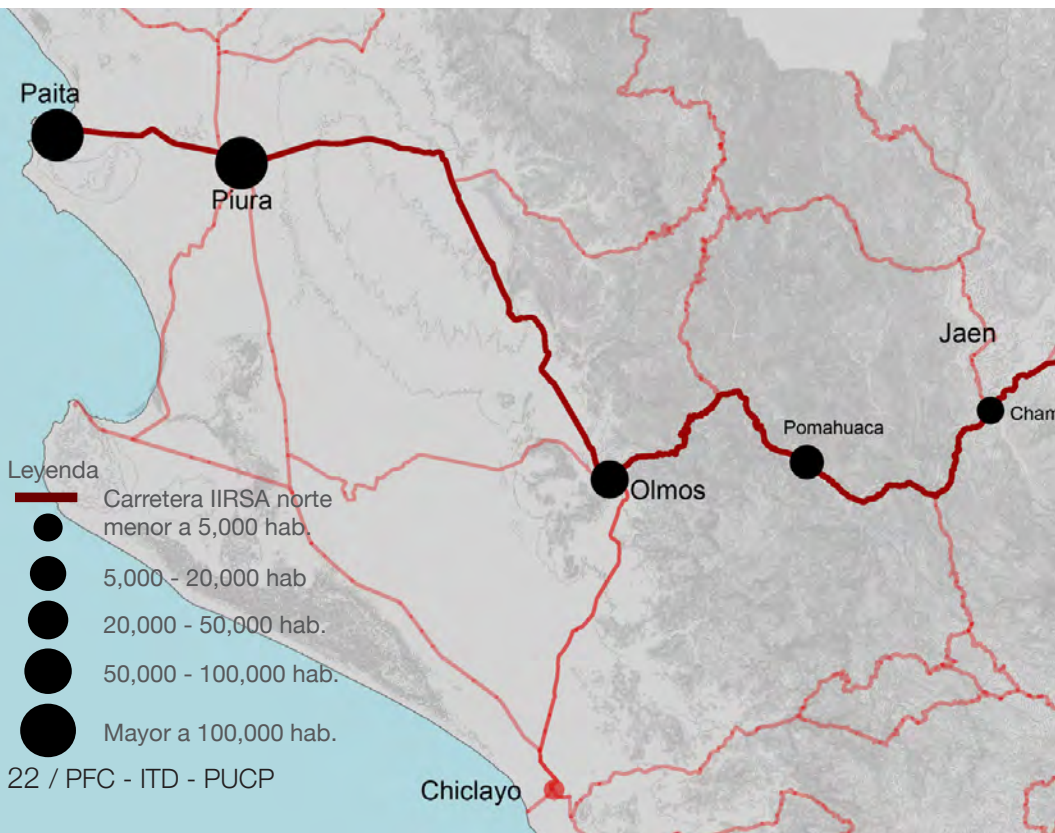 Paita
Piura
Jaen
Cham
Pomahuaca
Olmos
Leyenda
Carretera IIRSA norte
menor a 5,000 hab.
5,000 - 20,000 hab
20,000 - 50,000 hab.
50,000 - 100,000 hab.
Mayor a 100,000 hab.
22 / PFC - ITD - PUCP
Chiclayo